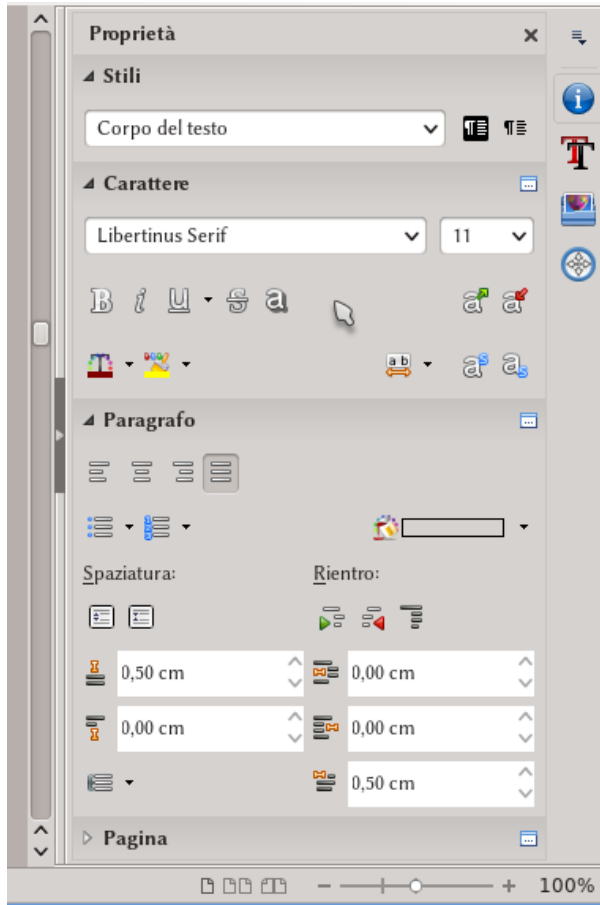 Proprietà
Stili
Corpo del testo
Carattere
Libertinus Serif 11
Paragrafo
Spaziatura: Rientro:
0,50 cm 0,00 cm
0,00 cm 0,00 cm
0,50 cm
Pagina
100%